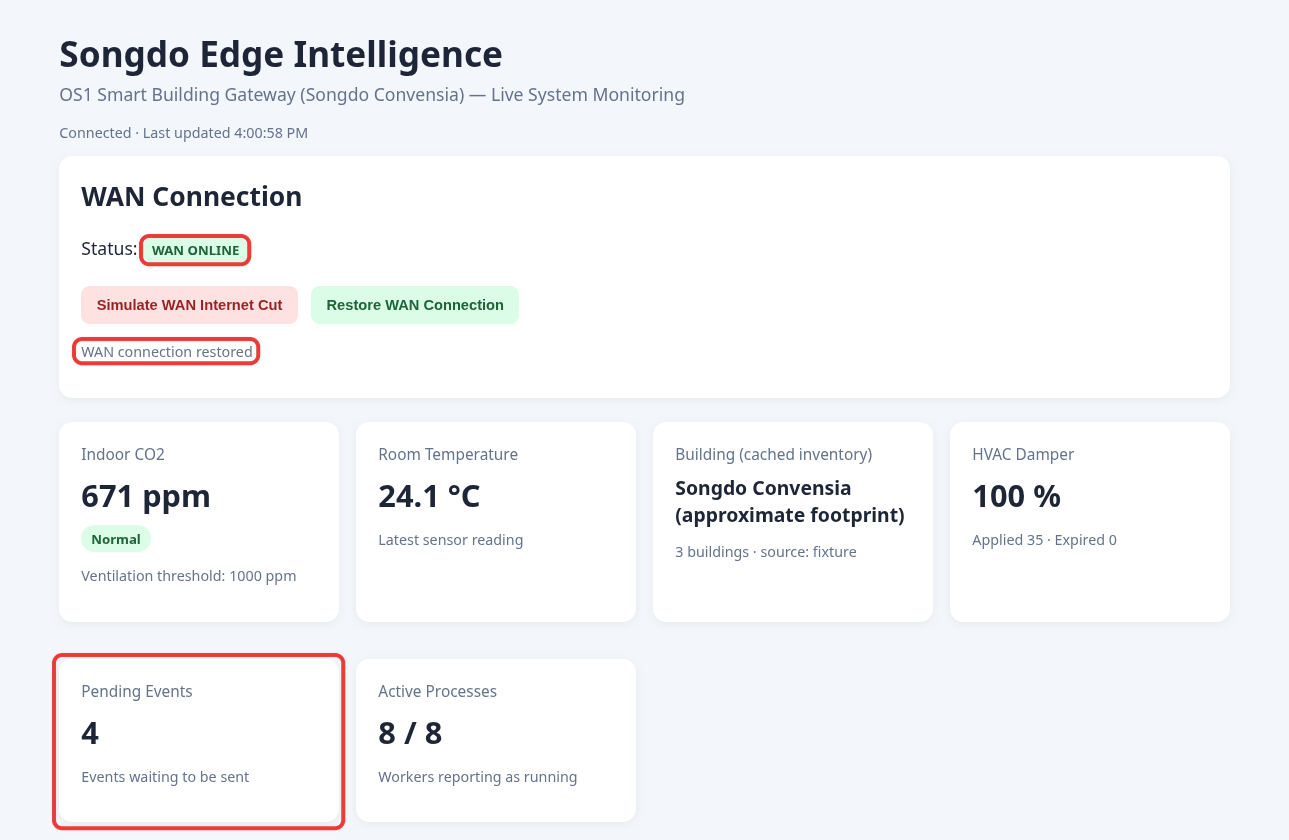 Songdo Edge Intelligence
OS1 Smart Building Gateway (Songdo Convensia) — Live System Monitoring
Connected · Last updated 4:00:58 PM
WAN Connection
Status: WAN ONLINE
Simulate WAN Internet Cut
Restore WAN Connection
WAN connection restored
Indoor CO2
671 ppm
Normal
Ventilation threshold: 1000 ppm
Room Temperature
24.1 °C
Latest sensor reading
Building (cached inventory)
Songdo Convensia
(approximate footprint)
3 buildings · source: fixture
HVAC Damper
100 %
Applied 35 · Expired 0
Pending Events
4
Events waiting to be sent
Active Processes
8 / 8
Workers reporting as running